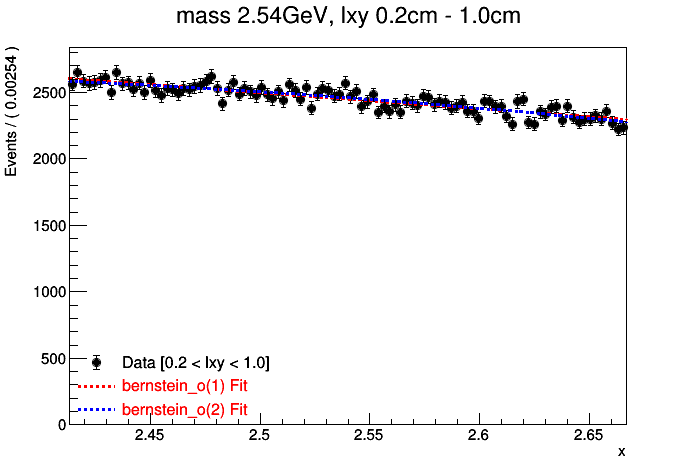 mass 2.54GeV, lxy 0.2cm - 1.0cm
Events / ( 0.00254 )
2500
2000
1500
1000
500
0
Data [0.2 < lxy < 1.0]
bernstein_o(1) Fit
bernstein_o(2) Fit
2.45 2.5 2.55 2.6 2.65
x